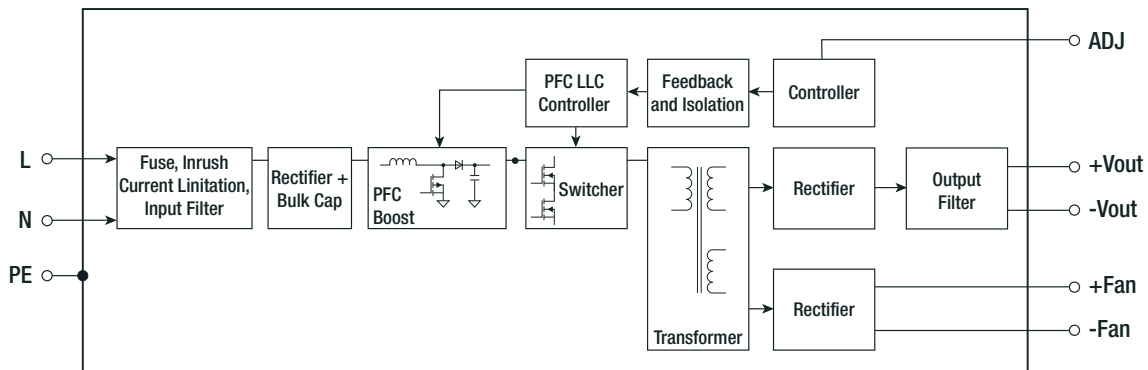 ADJ
PFC LLC
Controller
Feedback
and Isolation
Controller
L
N
PE
Fuse, Inrush
Current Linitation,
Input Filter
Rectifier +
Bulk Cap
PFC
Boost
Switcher
Transformer
Rectifier
Output
Filter
+Vout
-Vout
Rectifier
+Fan
-Fan